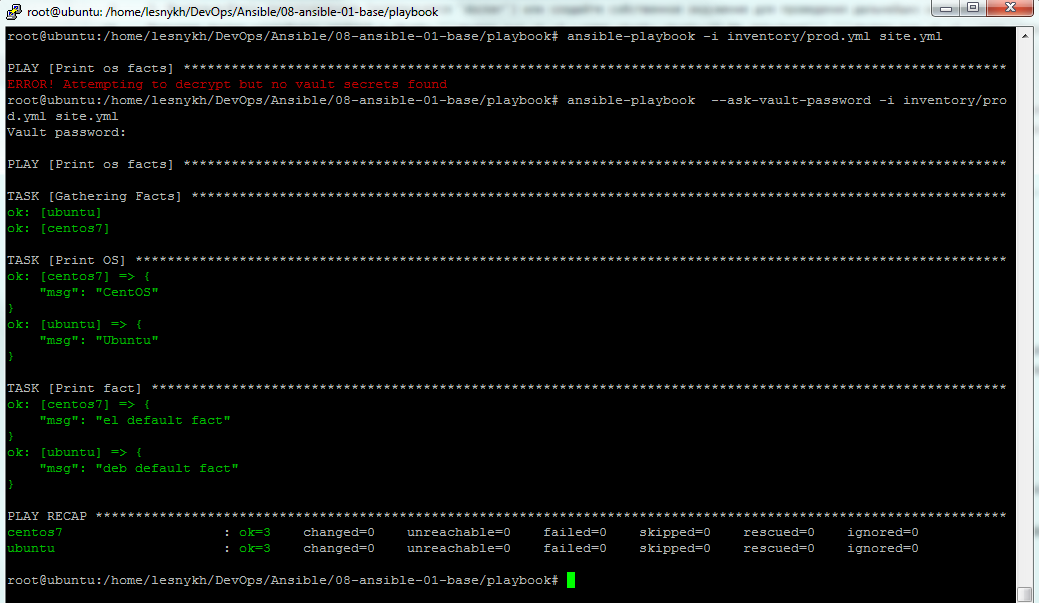 root@ubuntu: /home/lesnykh/DevOps/Ansible/08-ansible-01-base/playbook
root@ubuntu:/home/lesnykh/DevOps/Ansible/08-ansible-01-base/playbook# ansible-playbook -i inventory/prod.yml site.yml
PLAY [Print os facts] *******************************************************************************************************
ERROR! Attempting to decrypt but no vault secrets found
root@ubuntu:/home/lesnykh/DevOps/Ansible/08-ansible-01-base/playbook# ansible-playbook  --ask-vault-password -i inventory/pro
d.yml site.yml
Vault password:
PLAY [Print os facts] *******************************************************************************************************
TASK [Gathering Facts] ******************************************************************************************************
ok: [ubuntu]
ok: [centos7]
TASK [Print OS] *************************************************************************************************************
ok: [centos7] => {
    "msg": "CentOS"
}
ok: [ubuntu] => {
    "msg": "Ubuntu"
}
TASK [Print fact] ***********************************************************************************************************
ok: [centos7] => {
    "msg": "el default fact"
}
ok: [ubuntu] => {
    "msg": "deb default fact"
}
PLAY RECAP ******************************************************************************************************************
centos7                    : ok=3    changed=0    unreachable=0    failed=0    skipped=0    rescued=0    ignored=0
ubuntu                     : ok=3    changed=0    unreachable=0    failed=0    skipped=0    rescued=0    ignored=0
root@ubuntu:/home/lesnykh/DevOps/Ansible/08-ansible-01-base/playbook#